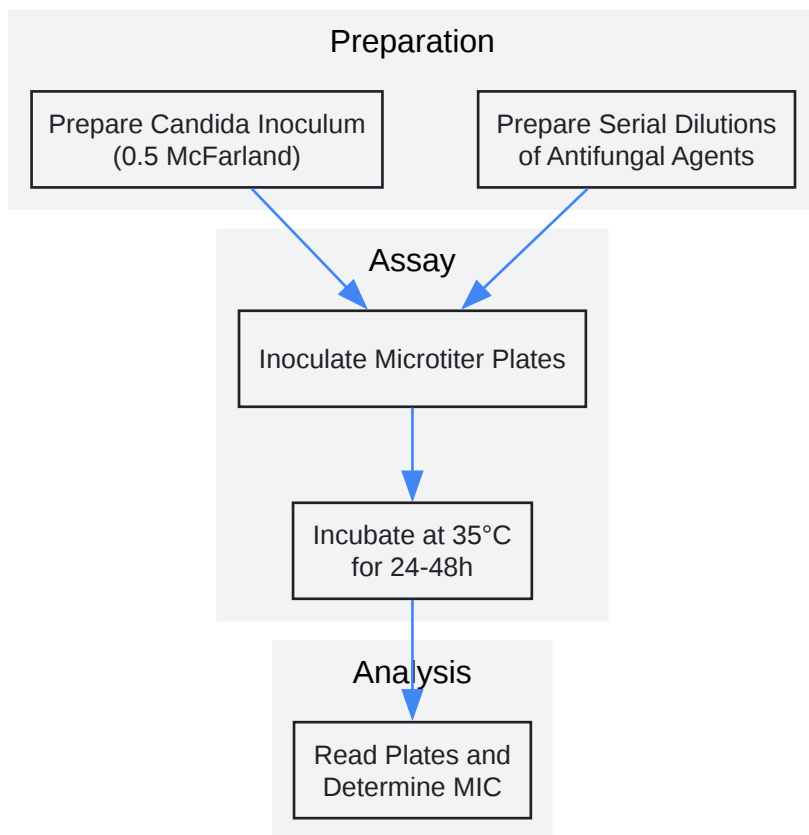 Preparation
Prepare Candida Inoculum
(0.5 McFarland)
Prepare Serial Dilutions
of Antifungal Agents
Assay
Inoculate Microtiter Plates
Incubate at 35°C
for 24-48h
Analysis
Read Plates and
Determine MIC